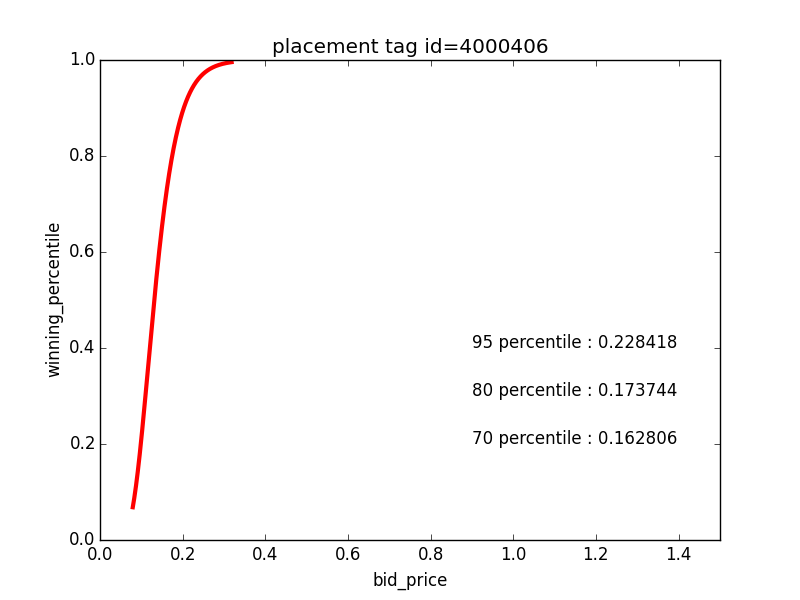 placement tag id=4000406
1.0
0.8
0.6
0.4
0.2
0.0
winning_percentile
95 percentile : 0.228418
80 percentile : 0.173744
70 percentile : 0.162806
0.0 0.2 0.4 0.6 0.8 1.0 1.2 1.4
bid_price